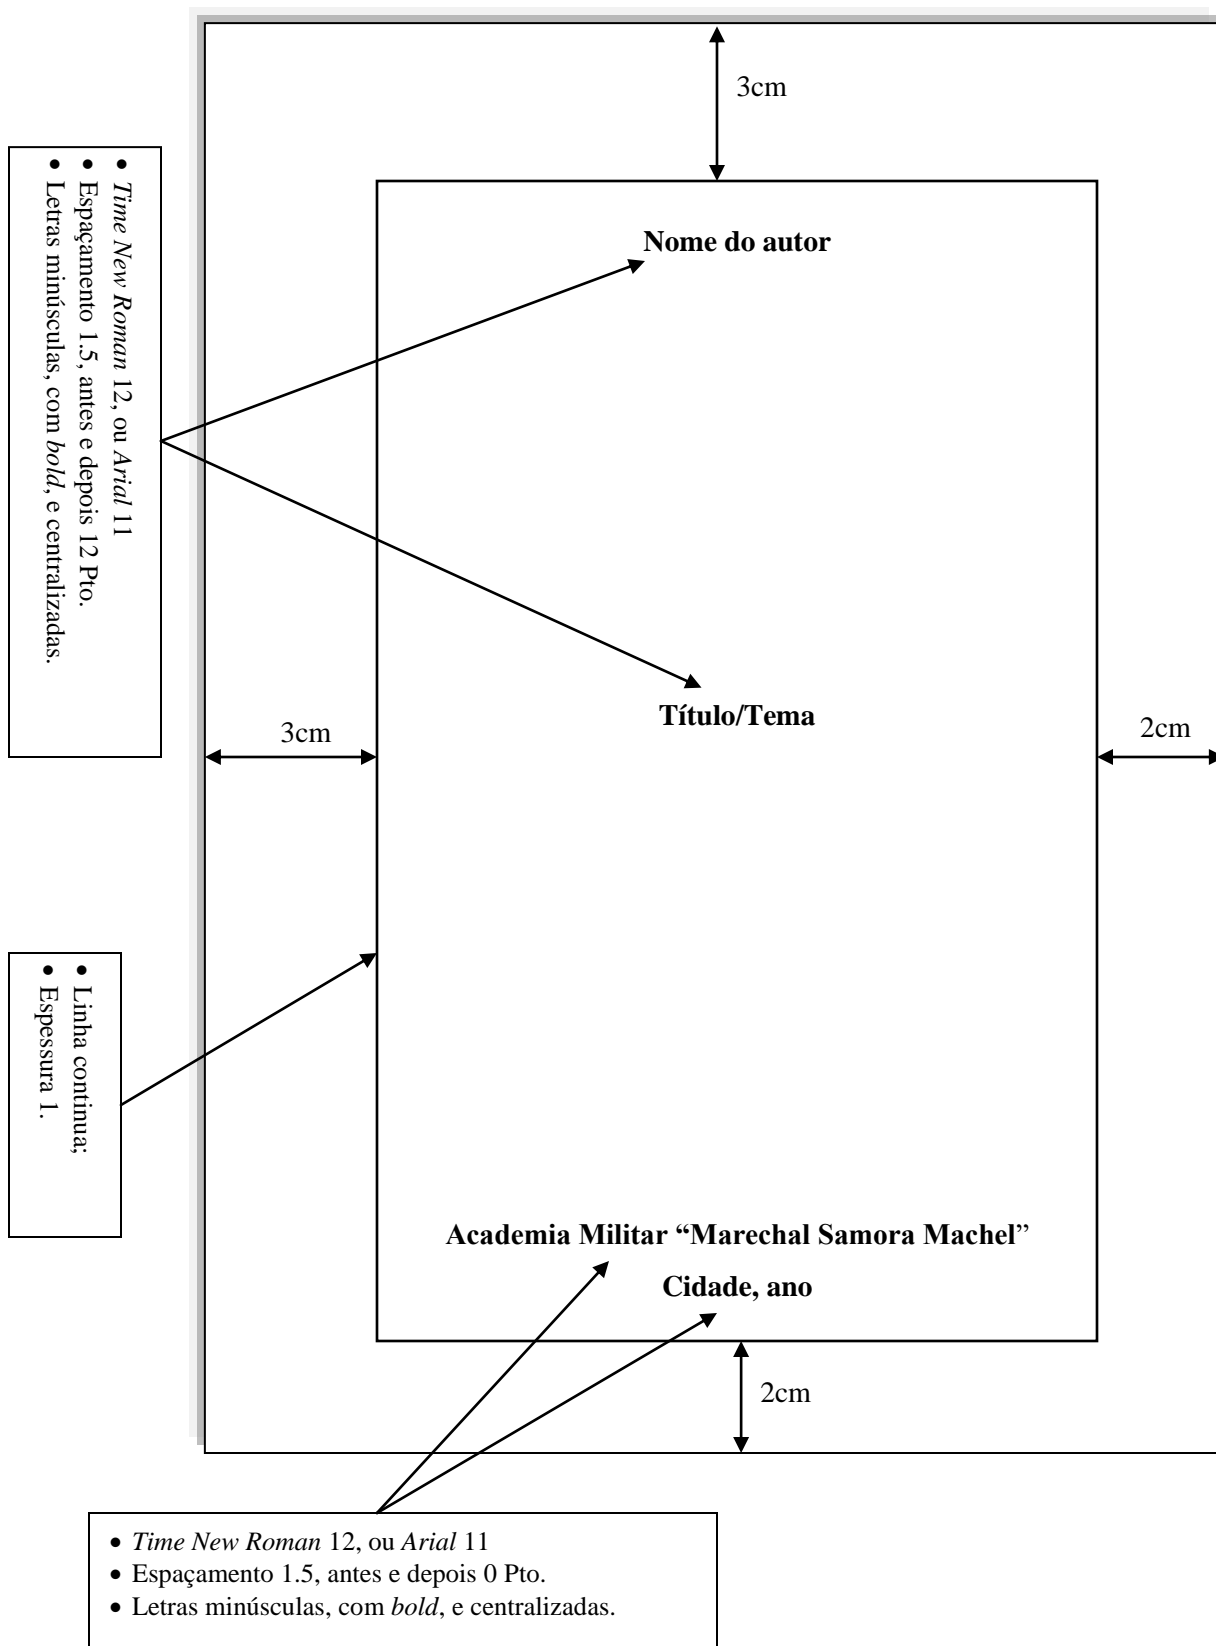 3cm
• Time New Roman 12, ou Arial 11
• Espaçamento 1.5, antes e depois 12 Pto.
• Letras minúsculas, com bold, e centralizadas.
Nome do autor
Título/Tema
3cm
2cm
• Linha continua;
• Espessura 1.
Academia Militar “Marechal Samora Machel”
Cidade, ano
2cm
• Time New Roman 12, ou Arial 11
• Espaçamento 1.5, antes e depois 0 Pto.
• Letras minúsculas, com bold, e centralizadas.